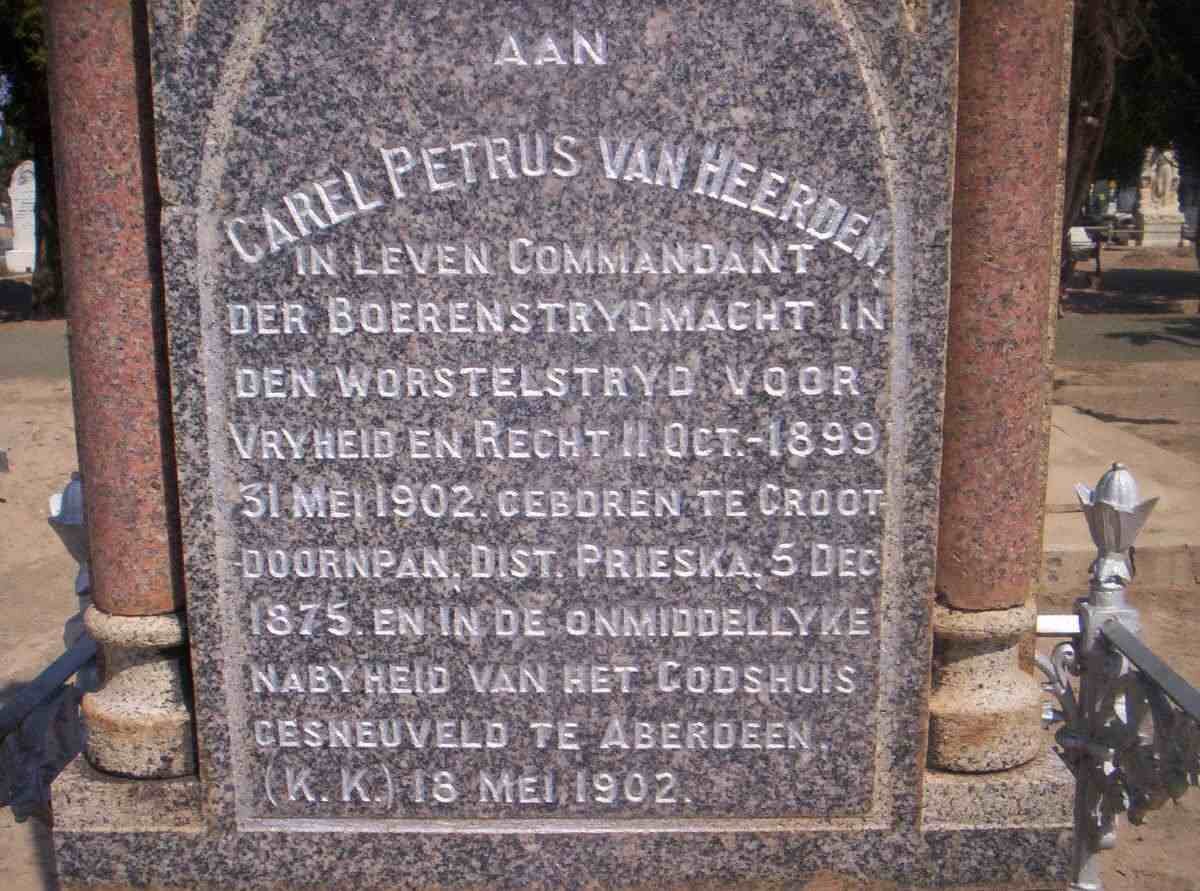 AAN
CAREL PETRUS VAN HEERDEN,
IN LEVEN COMMANDANT
DER BOERENSTRYDMACHT IN
DEN WORSTELSTRYD VOOR
VRYHEID EN RECHT 11 OCT.-1899
31 MEI 1902. GEBOREN TE GROOT-
DOORNPAN, DIST. PRIESKA, 5 DEC
1875. EN IN DE ONMIDDELLYKE
NABYHEID VAN HET GODSHUIS
GESNEUVELD TE ABERDEEN,
(K.K.) 18 MEI 1902.